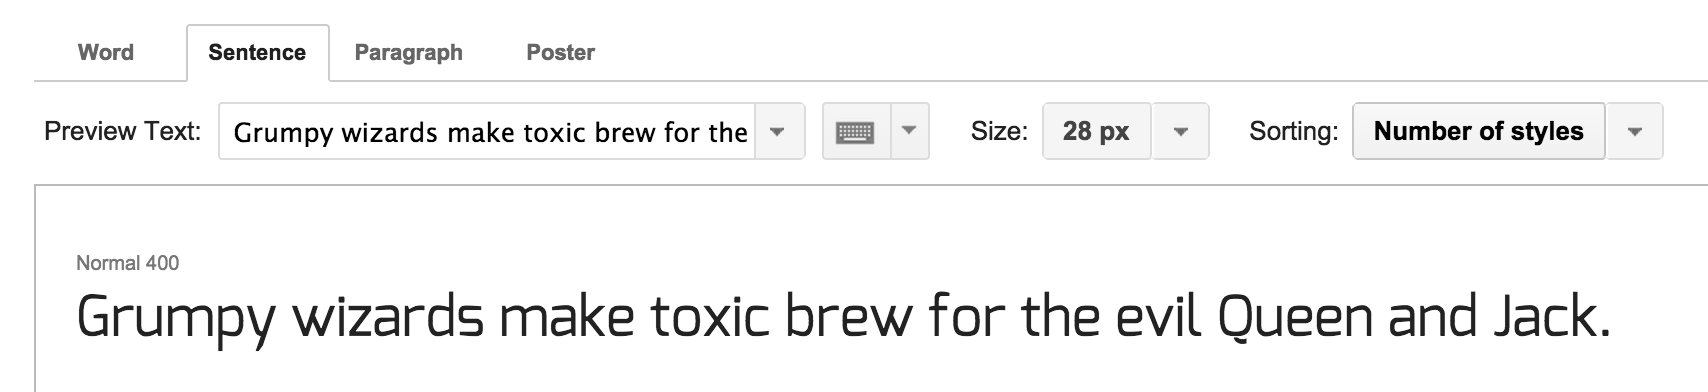 Word Sentence Paragraph Poster
Preview Text: Grumpy wizards make toxic brew for the Size: 28 px Sorting: Number of styles
Normal 400
Grumpy wizards make toxic brew for the evil Queen and Jack.